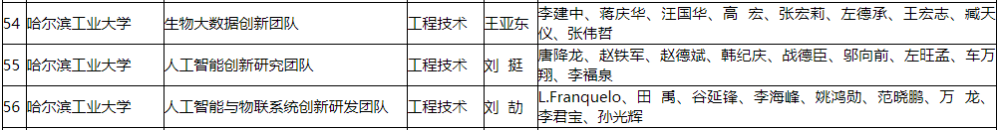 54 哈尔滨工业大学 生物大数据创新团队 工程技术 王亚东 李建中、蒋庆华、汪国华、高 宏、张宏莉、左德承、王宏志、臧天
仪、张伟哲
55 哈尔滨工业大学 人工智能创新研究团队 工程技术 刘 挺 唐降龙、赵铁军、赵德斌、韩纪庆、战德臣、邬向前、左旺孟、车万
翔、李福泉
56 哈尔滨工业大学 人工智能与物联系统创新研发团队 工程技术 刘 劼 L.Franquelo、田 禹、谷延锋、李海峰、姚鸿勋、范晓鹏、万 龙、
李君宝、孙光辉